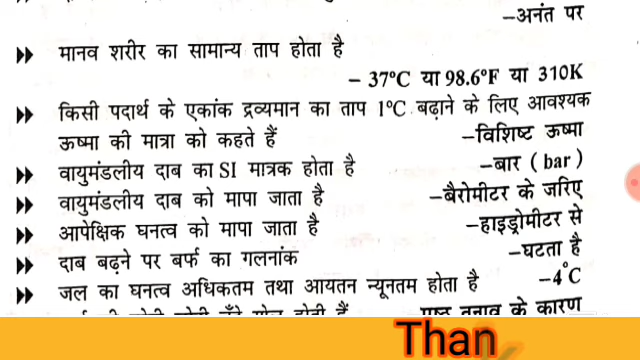 –अनंत पर
मानव शरीर का सामान्य ताप होता है
– 37°C या 98.6°F या 310K
किसी पदार्थ के एकांक द्रव्यमान का ताप 1°C बढ़ाने के लिए आवश्यक
ऊष्मा की मात्रा को कहते हैं –विशिष्ट ऊष्मा
वायुमंडलीय दाब का SI मात्रक होता है –बार ( bar )
वायुमंडलीय दाब को मापा जाता है –बैरोमीटर के जरिए
आपेक्षिक घनत्व को मापा जाता है –हाइड्रोमीटर से
दाब बढ़ने पर बर्फ का गलनांक –घटता है
जल का घनत्व अधिकतम तथा आयतन न्यूनतम होता है –4°C
के कारण
Than